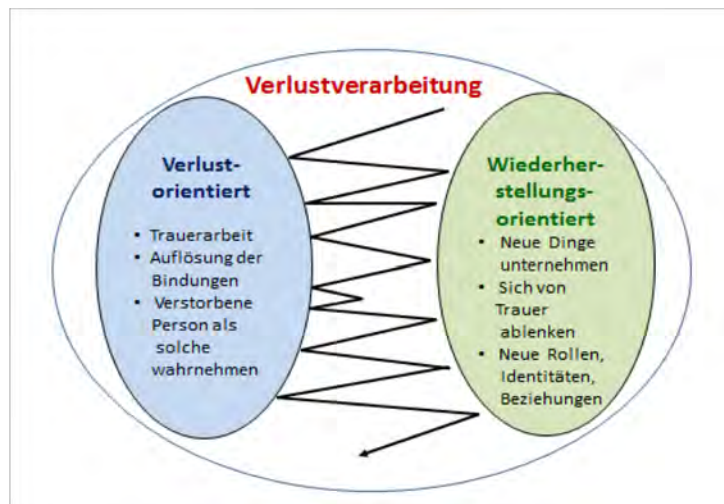 Verlustverarbeitung
Verlust-
orientiert
• Trauerarbeit
• Auflösung der
Bindungen
• Verstorbene
Person als
solche
wahrnehmen
Wiederher-
stellungs-
orientiert
• Neue Dinge
unternehmen
• Sich von
Trauer
ablenken
• Neue Rollen,
Identitäten,
Beziehungen